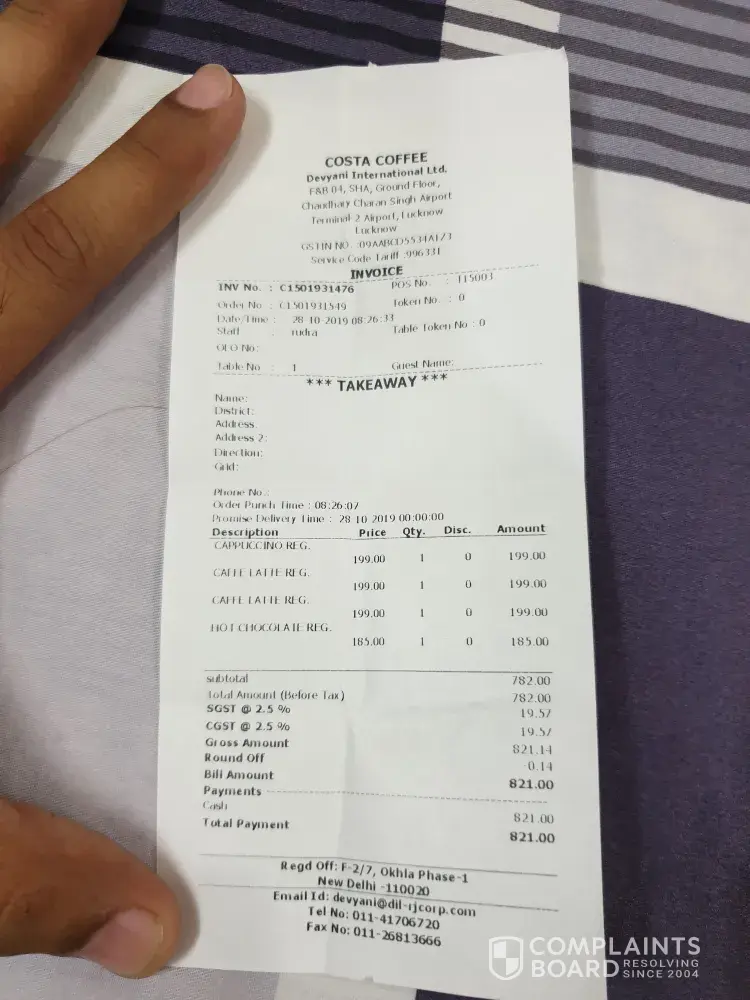 COSTA COFFEE
Devyani International Ltd.
F&B 04, SHA, Ground Floor,
Chaudhary Charan Singh Airport
Terminal-2 Airport, Lucknow
Lucknow
GSTIN NO. :09AABCD5534A1Z3
Service Code Tariff :996331
INVOICE
INV No. : C1501931476 POS No. : 115003
Order No : C1501931549 Token No. : 0
Date/Time : 28-10-2019 08:26:33
Staff : rudra Table Token No : 0
OLO No:
Table No. : 1 Guest Name:
*** TAKEAWAY ***
Name:
District:
Address:
Address 2:
Direction:
Grid:
Phone No.:
Order Punch Time : 08:26:07
Promise Delivery Time : 28-10-2019 00:00:00
Description Price Qty. Disc. Amount
CAPPUCCINO REG.
199.00 1 0 199.00
CAFFE LATTE REG.
199.00 1 0 199.00
CAFFE LATTE REG.
199.00 1 0 199.00
HOT CHOCOLATE REG.
185.00 1 0 185.00
subtotal 782.00
Total Amount (Before Tax) 782.00
SGST @ 2.5 % 19.57
CGST @ 2.5 % 19.57
Gross Amount 821.14
Round Off -0.14
Bill Amount 821.00
Payments
Cash 821.00
Total Payment 821.00
Regd Off: F-2/7, Okhla Phase-1
New Delhi -110020
Email Id: devyani@dil-rjcorp.com
Tel No: 011-41706720
Fax No: 011-26813666
COMPLAINTS
BOARD RESOLVING
SINCE 2004